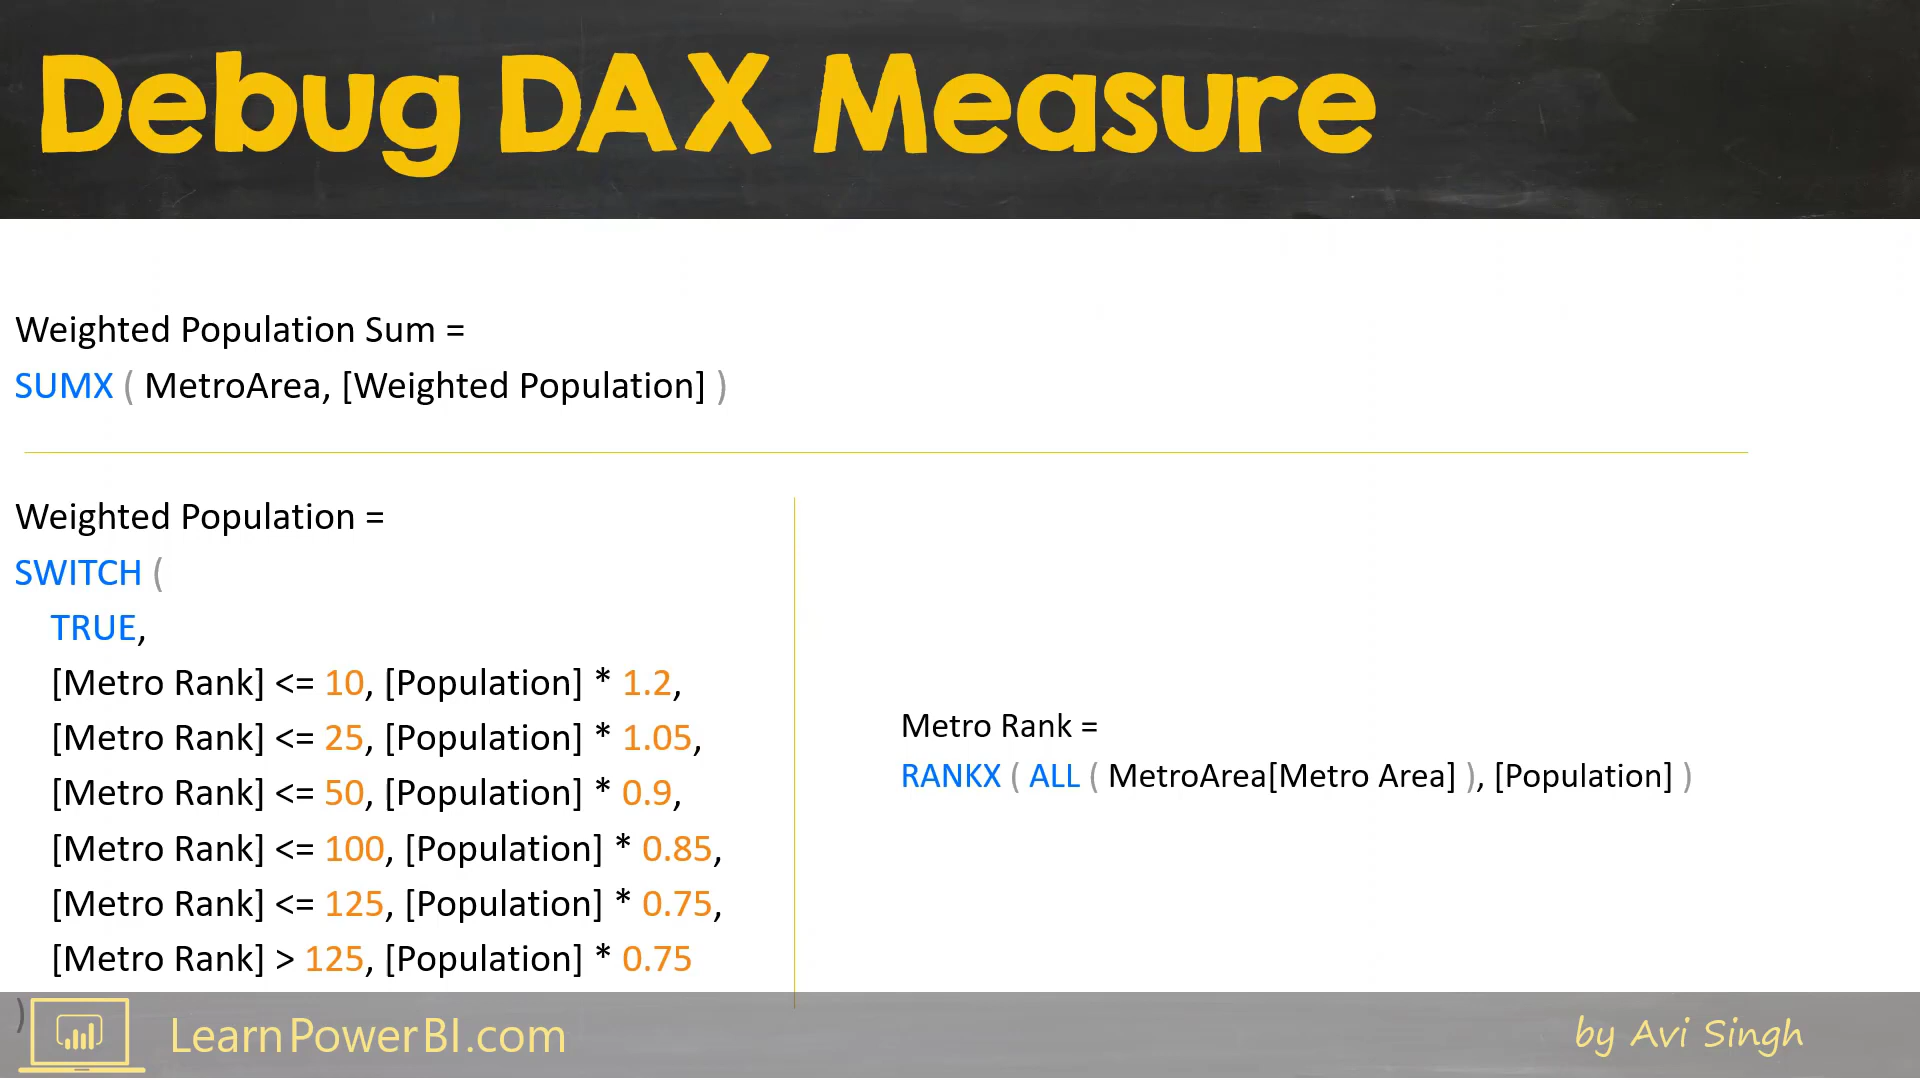 Debug DAX Measure
Weighted Population Sum =
SUMX ( MetroArea, [Weighted Population] )
Weighted Population =
SWITCH (
TRUE,
[Metro Rank] <= 10, [Population] * 1.2,
[Metro Rank] <= 25, [Population] * 1.05,
[Metro Rank] <= 50, [Population] * 0.9,
[Metro Rank] <= 100, [Population] * 0.85,
[Metro Rank] <= 125, [Population] * 0.75,
[Metro Rank] > 125, [Population] * 0.75
)
Metro Rank =
RANKX ( ALL ( MetroArea[Metro Area] ), [Population] )
LearnPowerBI.com
by Avi Singh